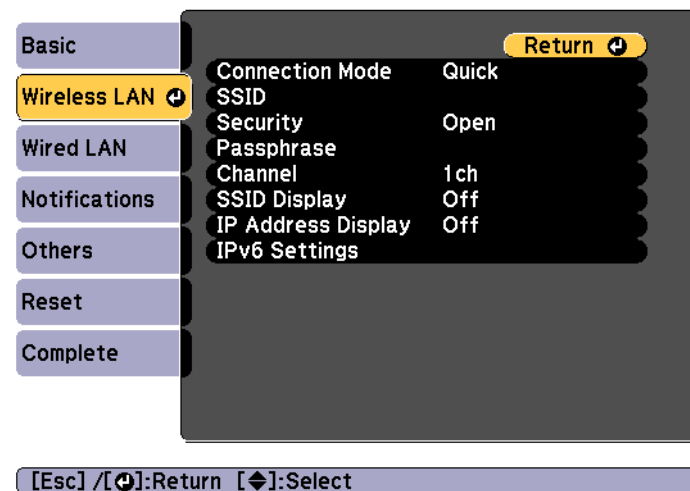 Basic
Wireless LAN
Wired LAN
Notifications
Others
Reset
Complete
Return
Connection Mode Quick
SSID
Security Open
Passphrase
Channel 1ch
SSID Display Off
IP Address Display Off
IPv6 Settings
[Esc] /[⏎]:Return [◆]:Select